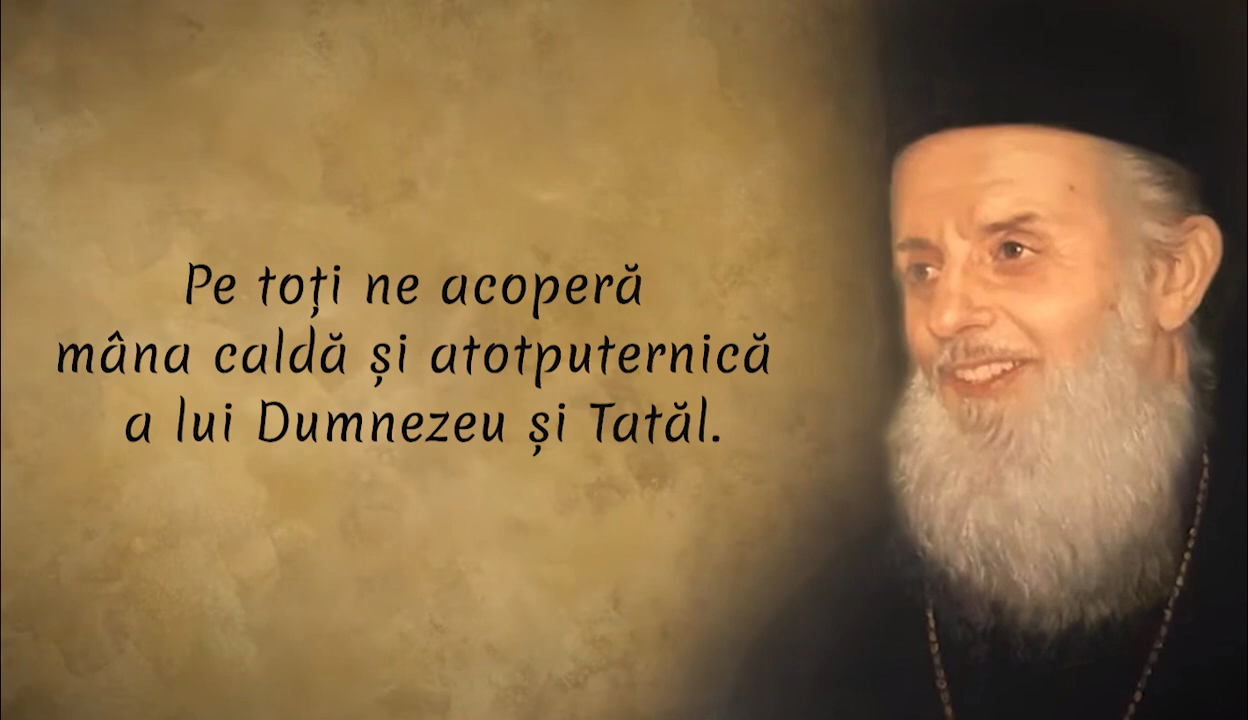 Pe toți ne acoperă
mâna caldă și atotputernică
a lui Dumnezeu și Tatăl.